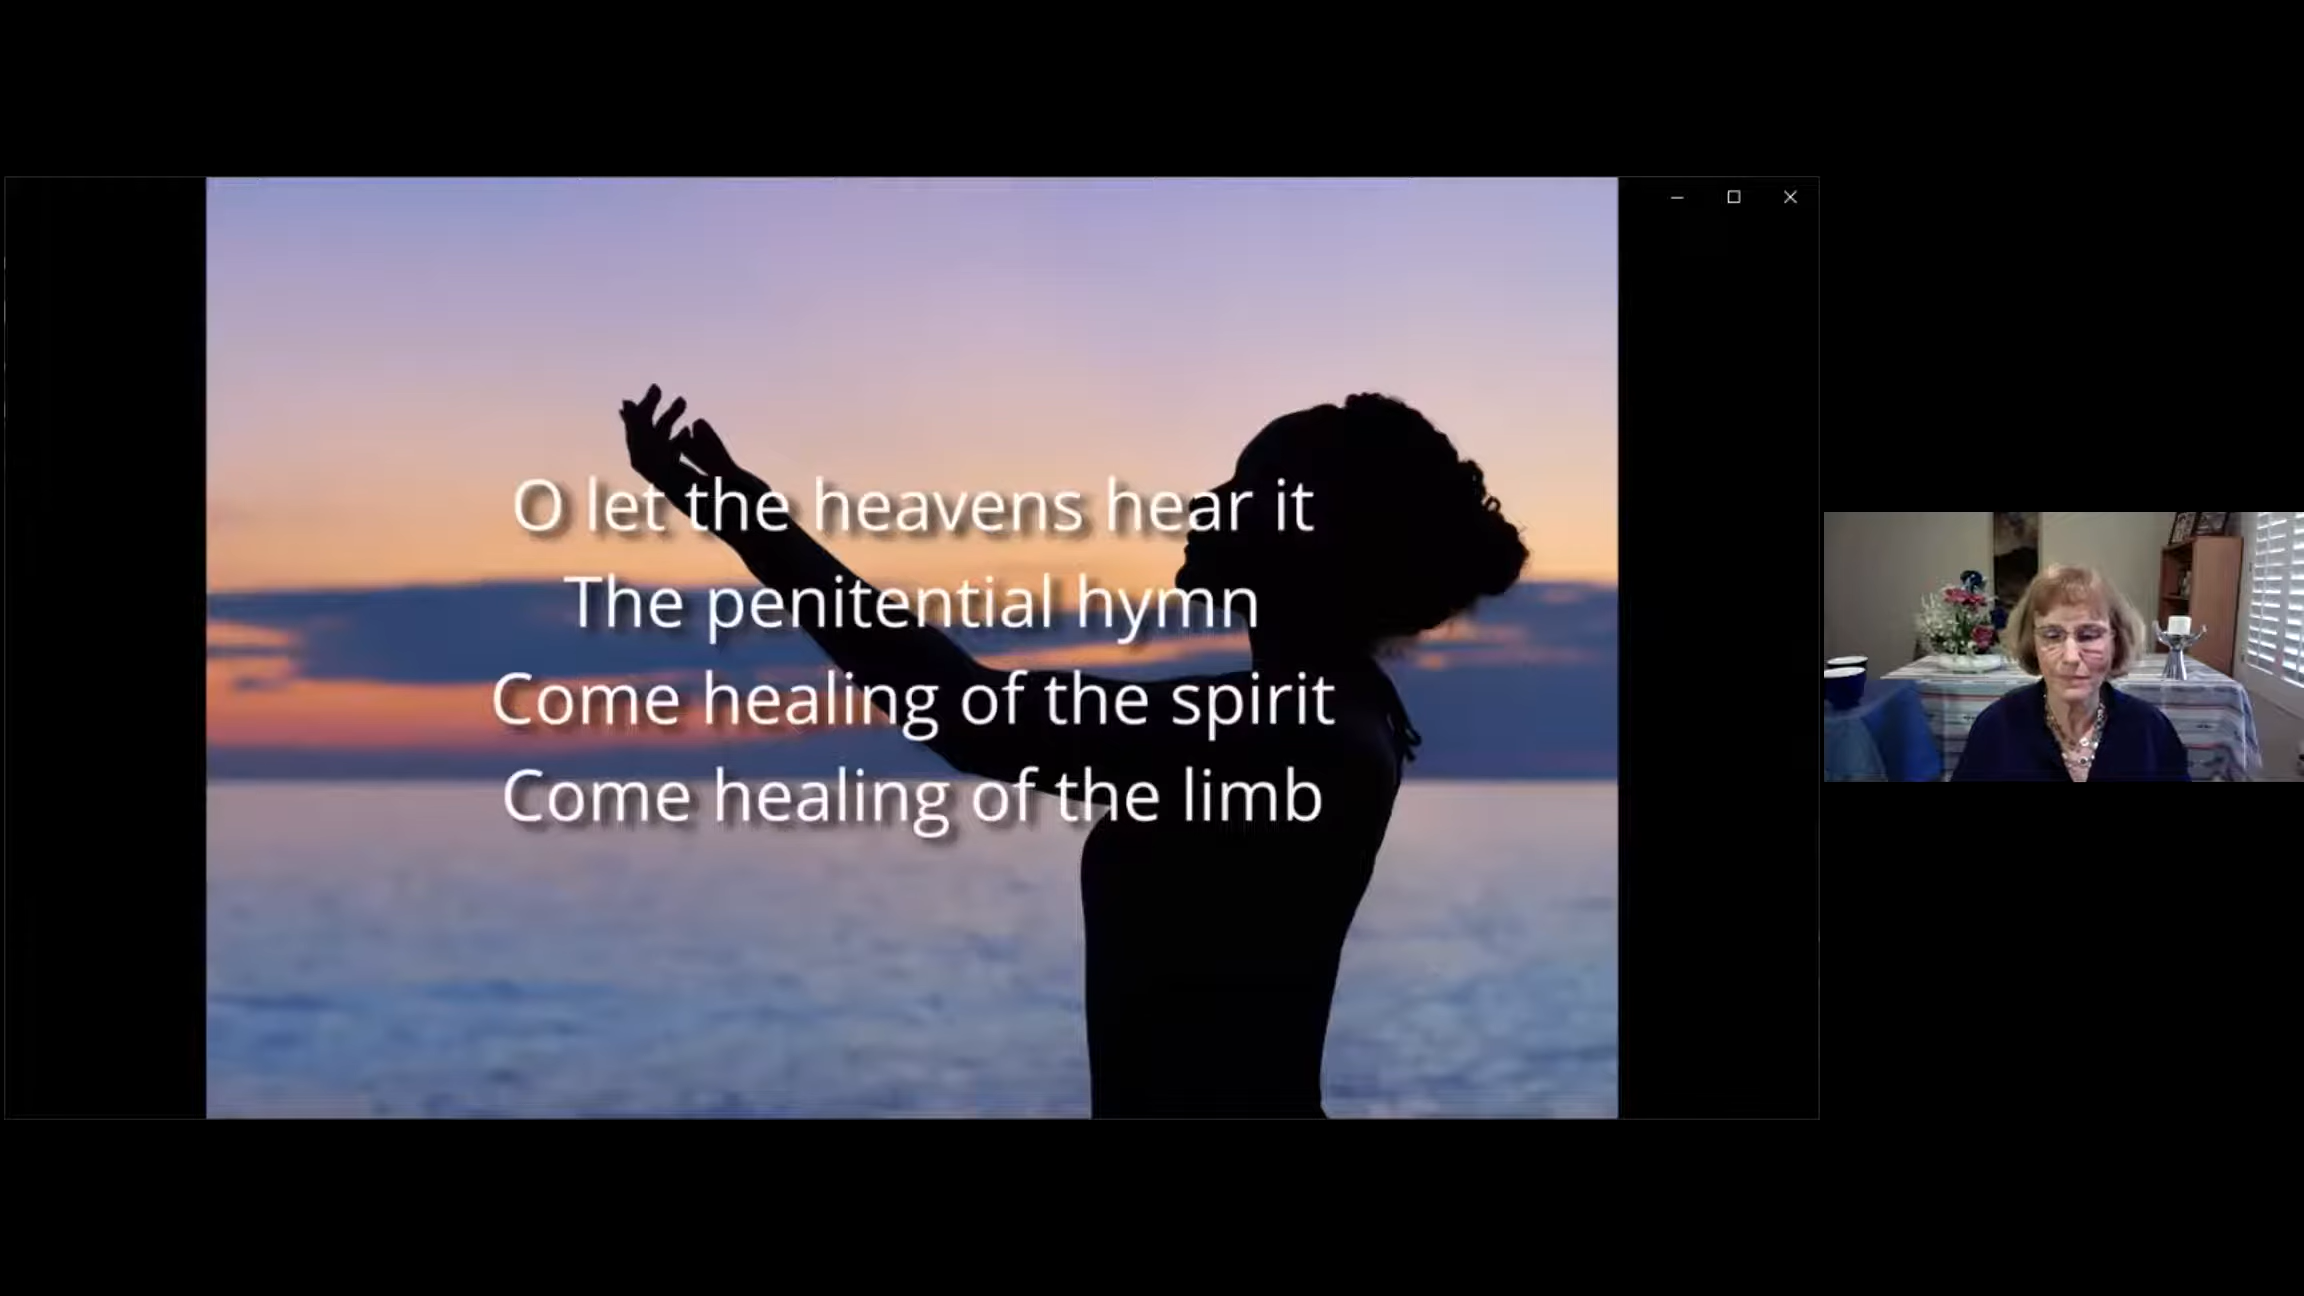 O let the heavens hear it
The penitential hymn
Come healing of the spirit
Come healing of the limb